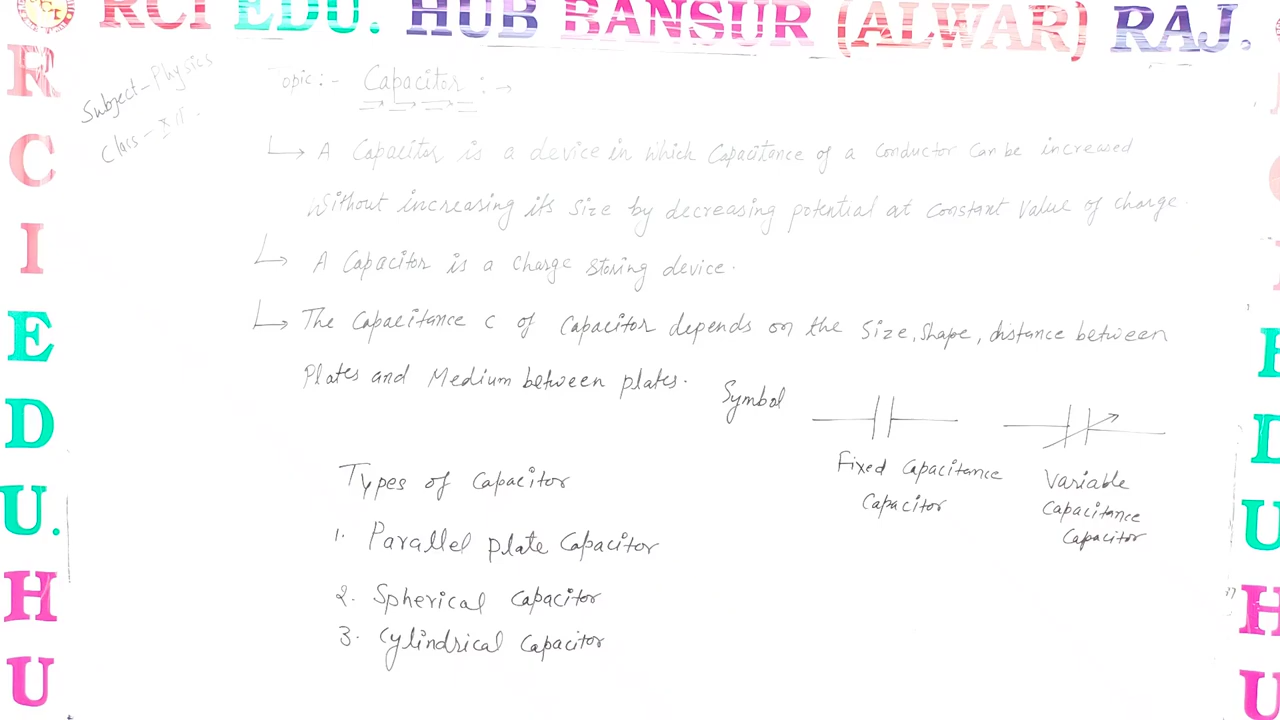 RCI EDU. HUB BANSUR (ALWAR) RAJ.
R
C
I
E
D
U.
H
U
Subject - Physics
Class - XII.
Topic :- Capacitor : →
↳ A Capacitor is a device in which Capacitance of a Conductor can be increased
Without increasing its Size by decreasing potential at Constant Value of charge.
↳ A Capacitor is a charge storing device.
↳ The Capacitance C of Capacitor depends on the Size, Shape, distance between
Plates and Medium between plates.
Symbol
Fixed Capacitance
Capacitor
Variable
Capacitance
Capacitor
Types of Capacitor
1. Parallel plate Capacitor
2. Spherical Capacitor
3. Cylindrical Capacitor
E
D
U
H
U